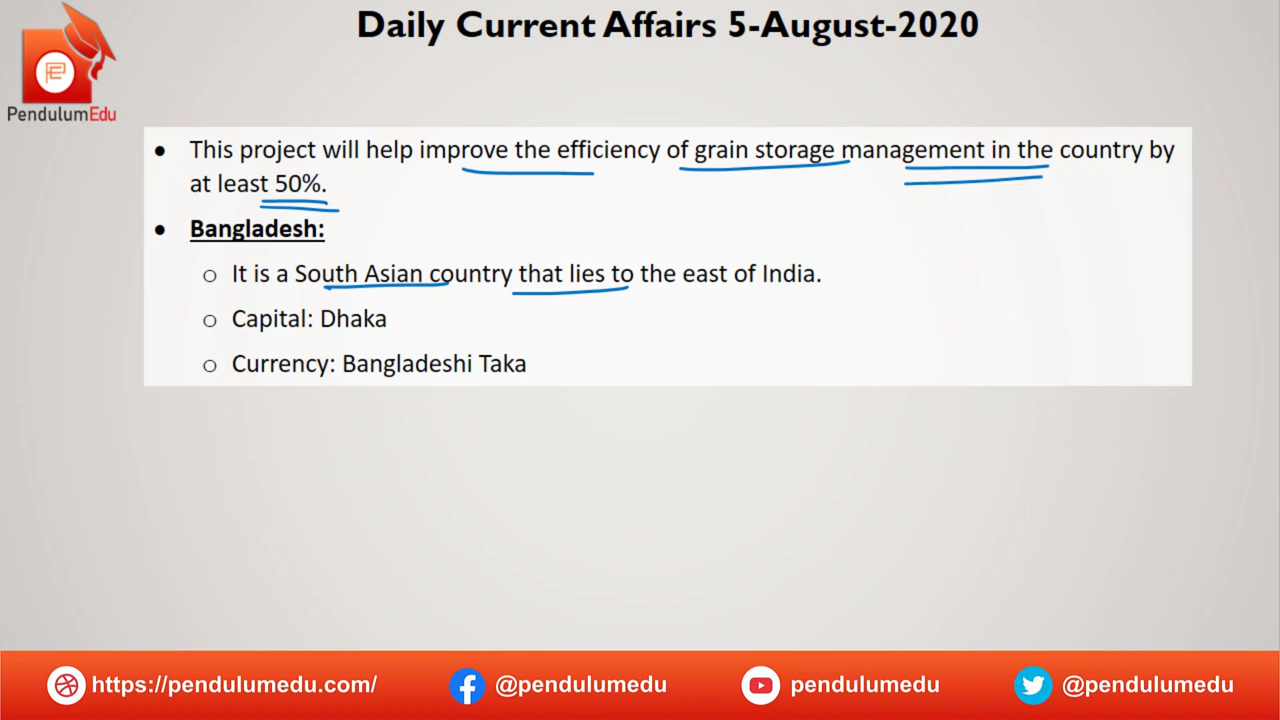 Daily Current Affairs 5-August-2020
PendulumEdu
• This project will help improve the efficiency of grain storage management in the country by
at least 50%.
• Bangladesh:
o It is a South Asian country that lies to the east of India.
o Capital: Dhaka
o Currency: Bangladeshi Taka
https://pendulumedu.com/ @pendulumedu pendulumedu @pendulumedu